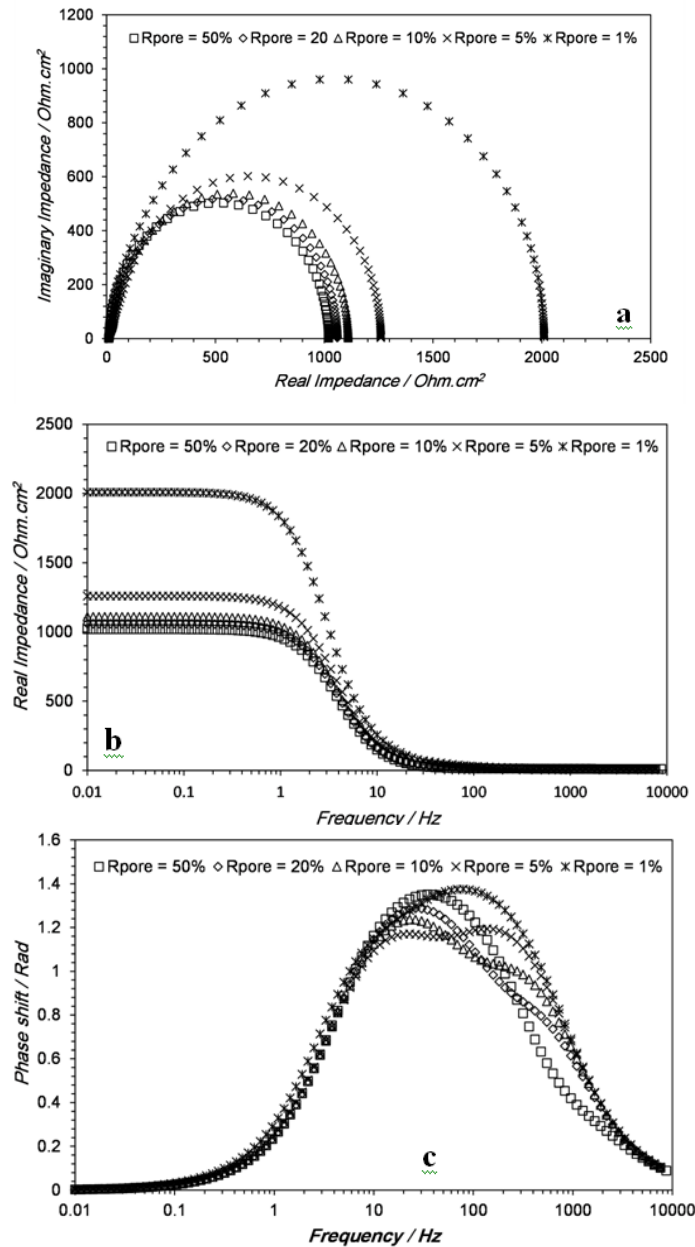 1200
1000
800
600
400
200
0
Imaginary Impedance / Ohm.cm²
Rpore = 50% Rpore = 20 Rpore = 10% Rpore = 5% Rpore = 1%
a
0 500 1000 1500 2000 2500
Real Impedance / Ohm.cm²
2500
2000
1500
1000
500
0
Real Impedance / Ohm.cm²
Rpore = 50% Rpore = 20% Rpore = 10% Rpore = 5% Rpore = 1%
b
0.01 0.1 1 10 100 1000 10000
Frequency / Hz
1.6
1.4
1.2
1
0.8
0.6
0.4
0.2
0
Phase shift / Rad
Rpore = 50% Rpore = 20% Rpore = 10% Rpore = 5% Rpore = 1%
c
0.01 0.1 1 10 100 1000 10000
Frequency / Hz